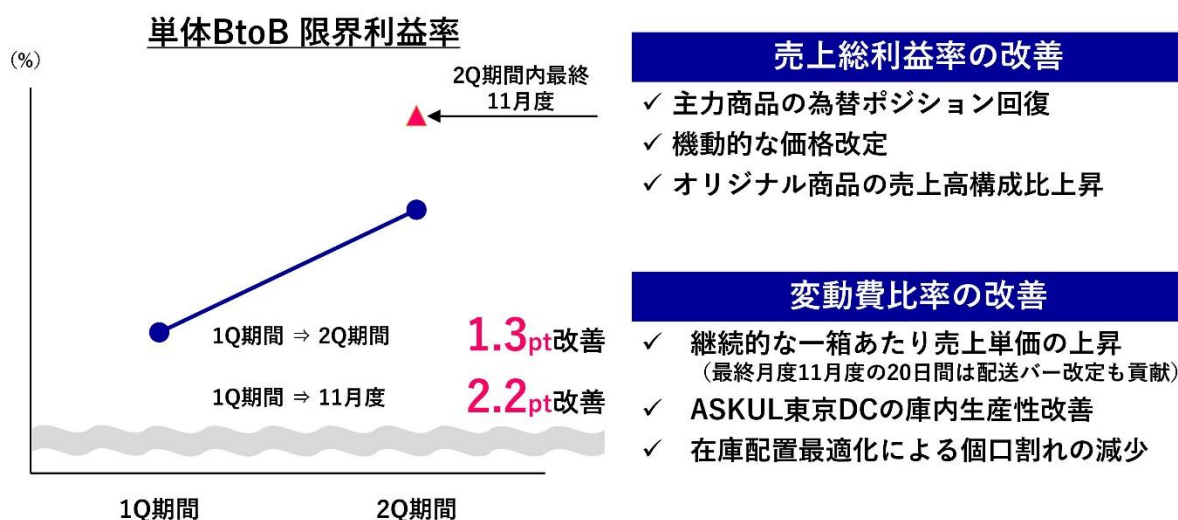 単体BtoB 限界利益率
(%)
2Q期間内最終
11月度
1Q期間 ⇒ 2Q期間 1.3pt改善
1Q期間 ⇒ 11月度 2.2pt改善
1Q期間 2Q期間
売上総利益率の改善
✓ 主力商品の為替ポジション回復
✓ 機動的な価格改定
✓ オリジナル商品の売上高構成比上昇
変動費比率の改善
✓ 継続的な一箱あたり売上単価の上昇
（最終月度11月度の20日間は配送バー改定も貢献）
✓ ASKUL東京DCの庫内生産性改善
✓ 在庫配置最適化による個口割れの減少